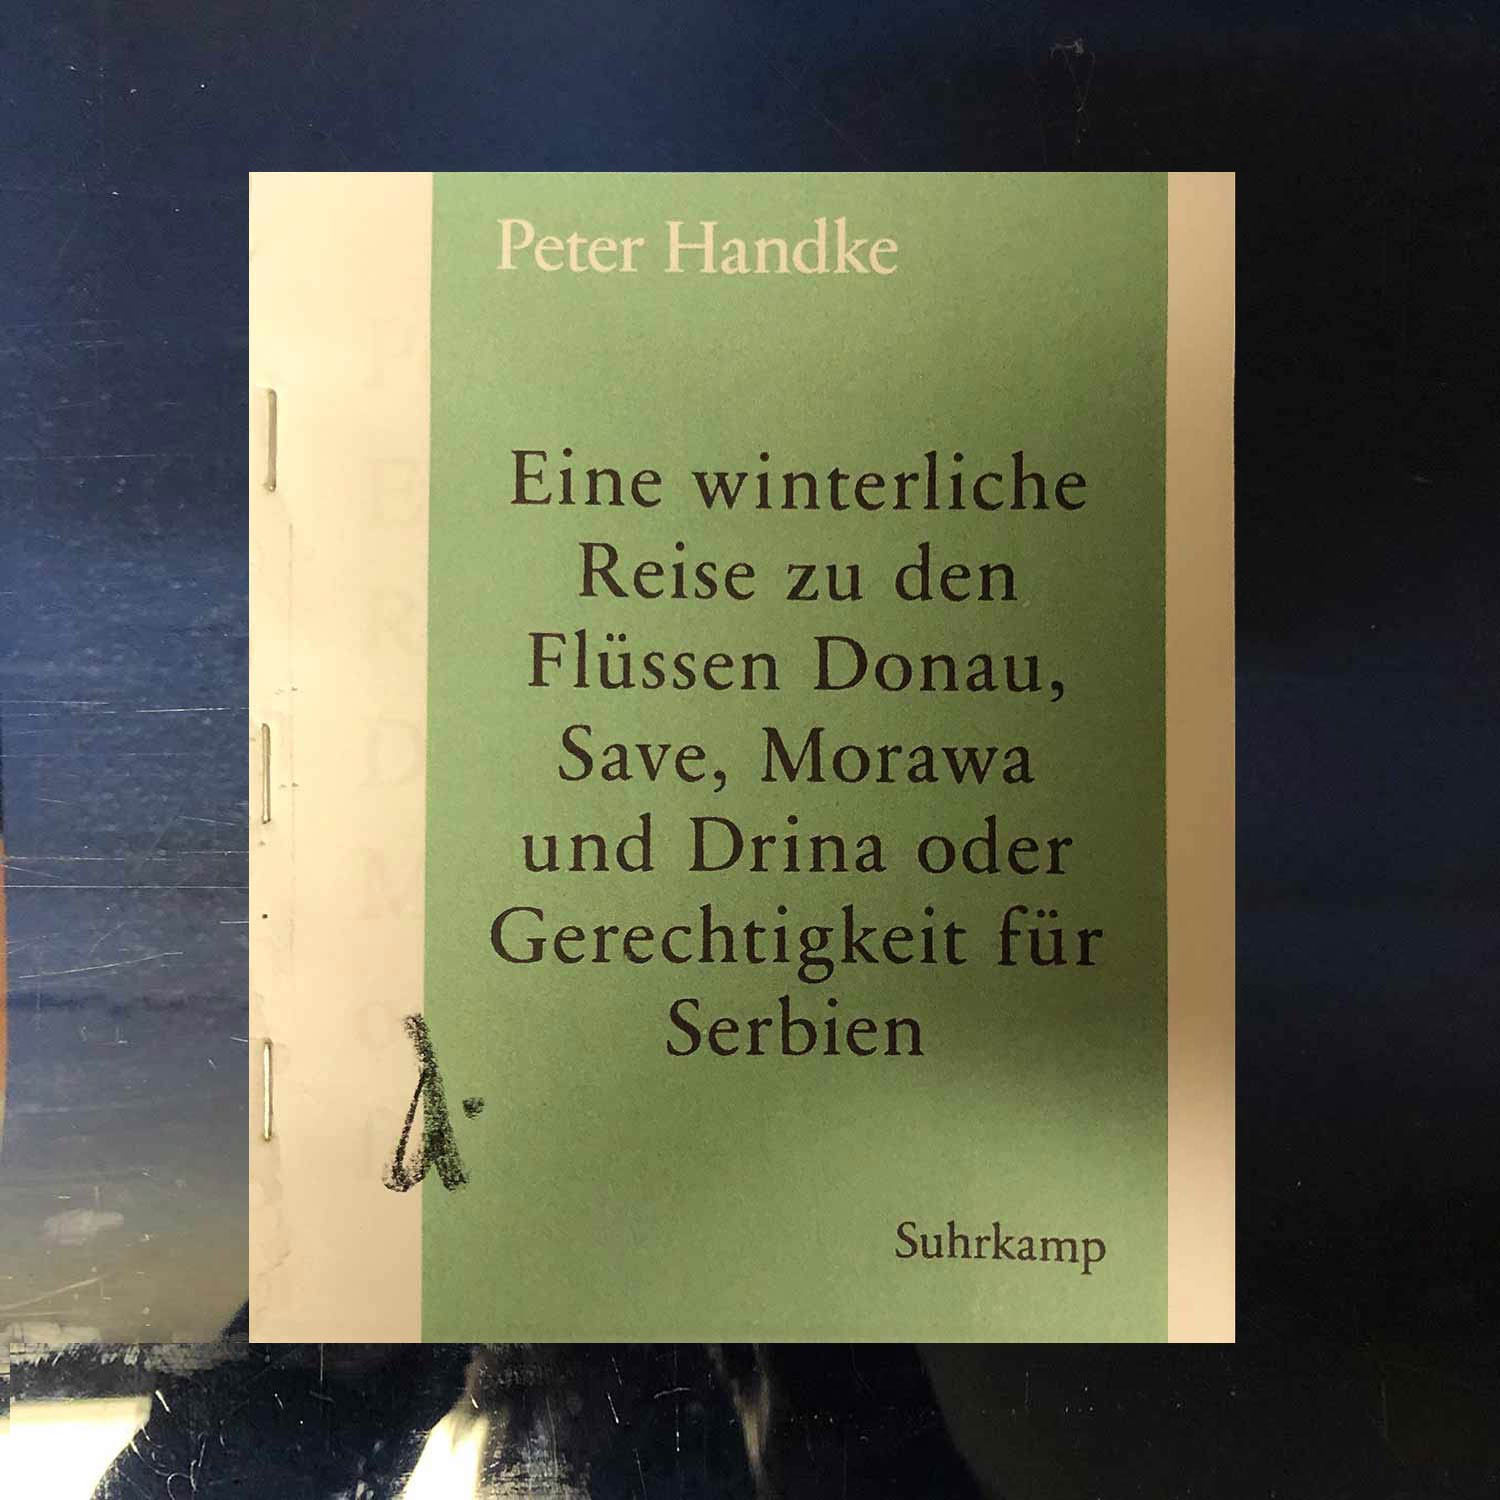 Peter Handke
Eine winterliche
Reise zu den
Flüssen Donau,
Save, Morawa
und Drina oder
Gerechtigkeit für
Serbien
Suhrkamp